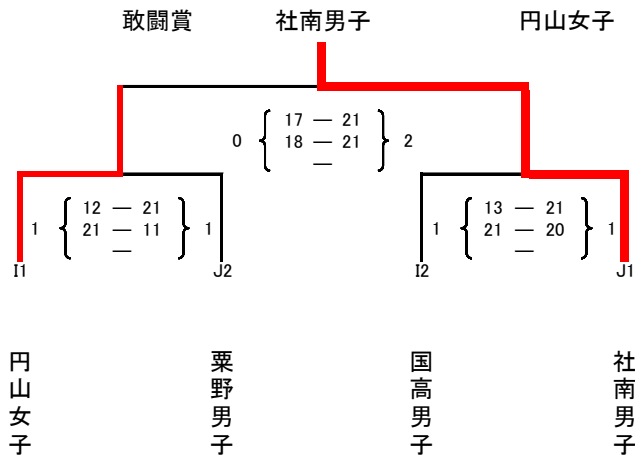 敢闘賞 社南男子 円山女子
17 — 21
0 18 — 21 2
—
12 — 21 13 — 21
1 21 — 11 1 1 21 — 20 1
— —
I1 J2 I2 J1
円山女子 粟野男子 国高男子 社南男子